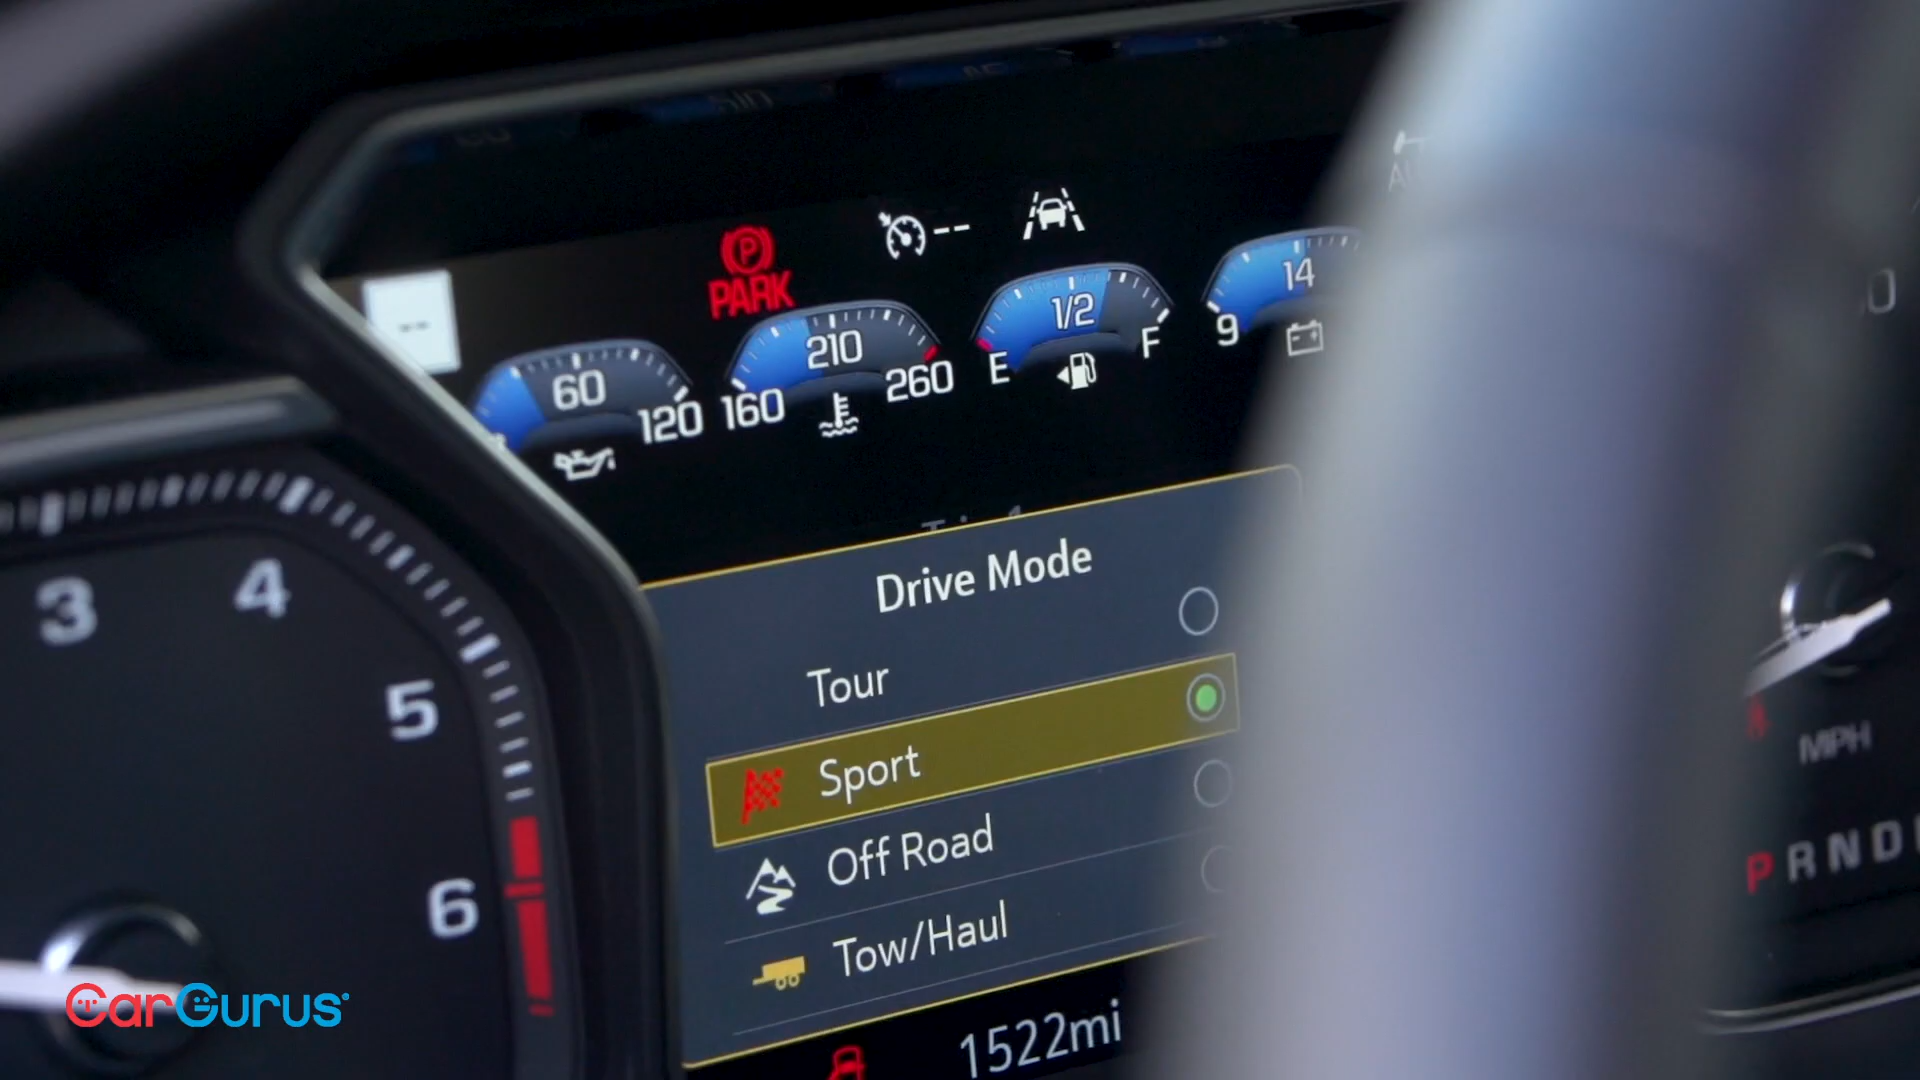 PARK
--
--
60
120
160
210
260
E
1/2
F
9
14
3
4
5
6
Drive Mode
Tour
Sport
Off Road
Tow/Haul
1522mi
MPH
P R N D
CarGurus